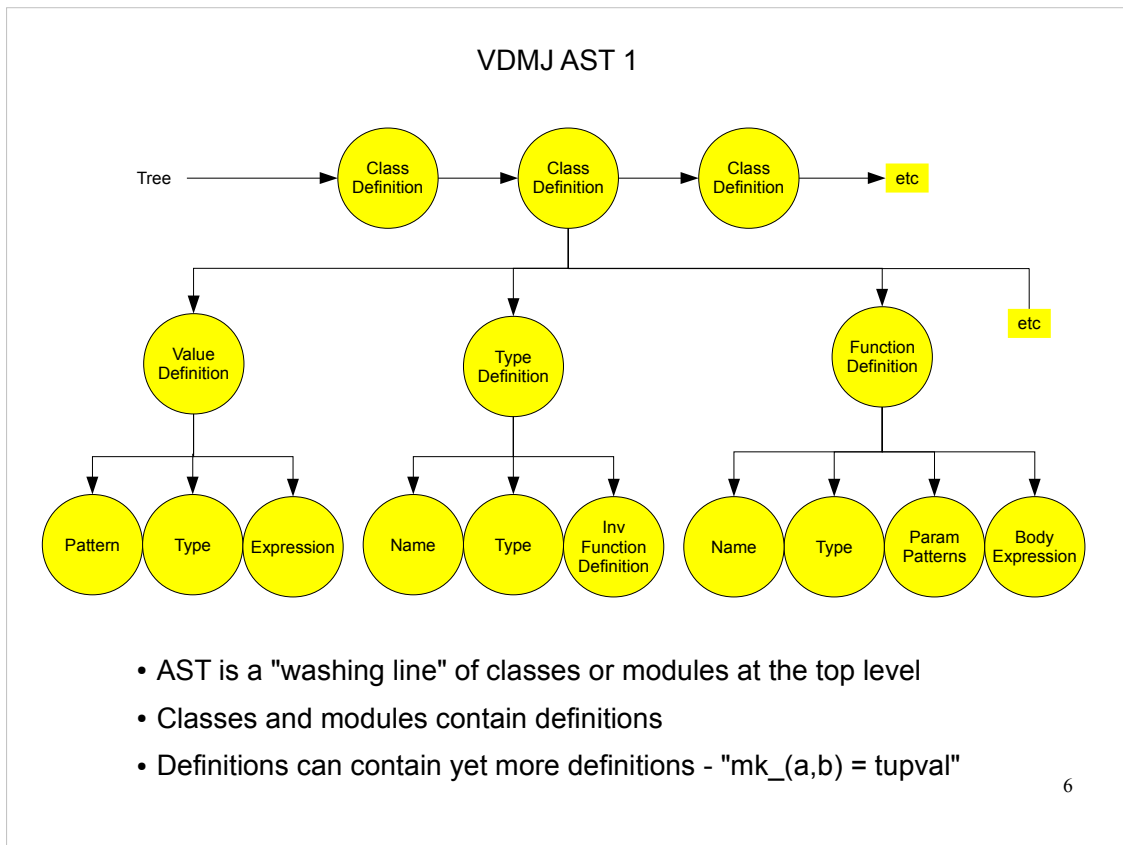 VDMJ AST 1
Tree
Class
Definition
Class
Definition
Class
Definition
etc
Value
Definition
Type
Definition
Function
Definition
etc
Pattern
Type
Expression
Name
Type
Inv
Function
Definition
Name
Type
Param
Patterns
Body
Expression
• AST is a "washing line" of classes or modules at the top level
• Classes and modules contain definitions
• Definitions can contain yet more definitions - "mk_(a,b) = tupval"
6